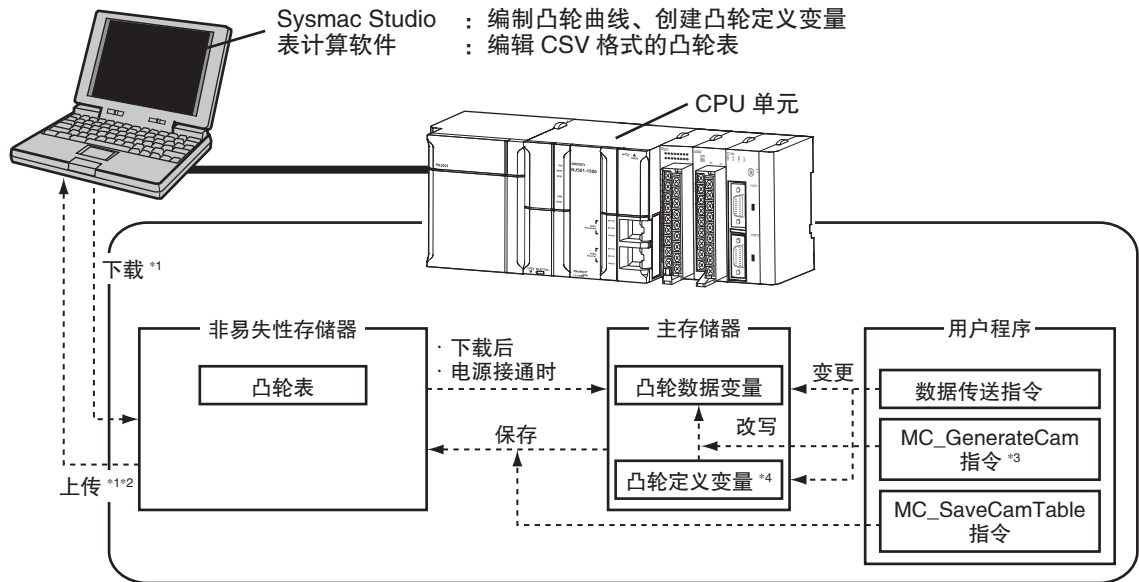 Sysmac Studio ：编制凸轮曲线、创建凸轮定义变量
表计算软件 ：编辑 CSV 格式的凸轮表
CPU 单元
下载 *1
非易失性存储器
凸轮表
· 下载后
· 电源接通时
主存储器
凸轮数据变量
变更
用户程序
数据传送指令
保存
改写
MC_GenerateCam
指令 *3
上传 *1*2
凸轮定义变量 *4
MC_SaveCamTable
指令